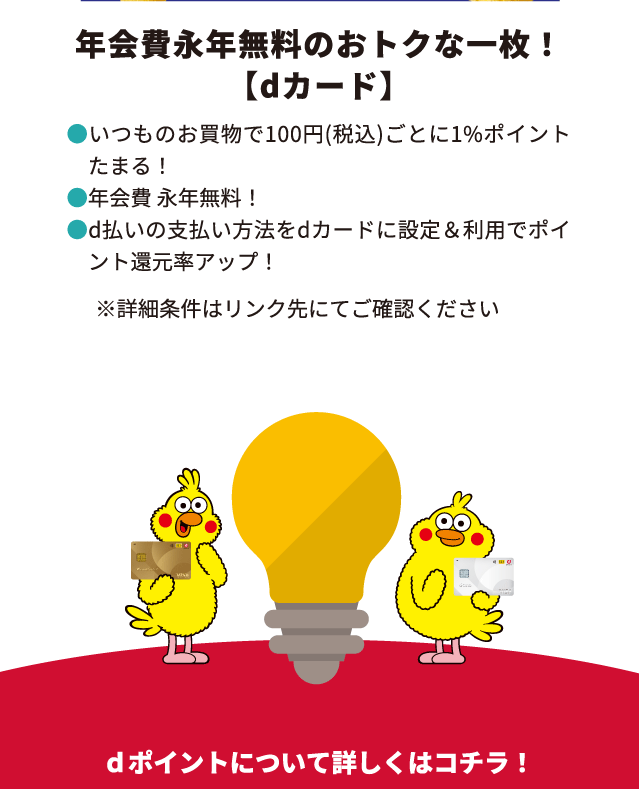 年会費永年無料のおトクな一枚！
【dカード】
●いつものお買物で100円(税込)ごとに1%ポイント
たまる！
●年会費 永年無料！
●d払いの支払い方法をdカードに設定＆利用でポイ
ント還元率アップ！
※詳細条件はリンク先にてご確認ください
dポイントについて詳しくはコチラ！